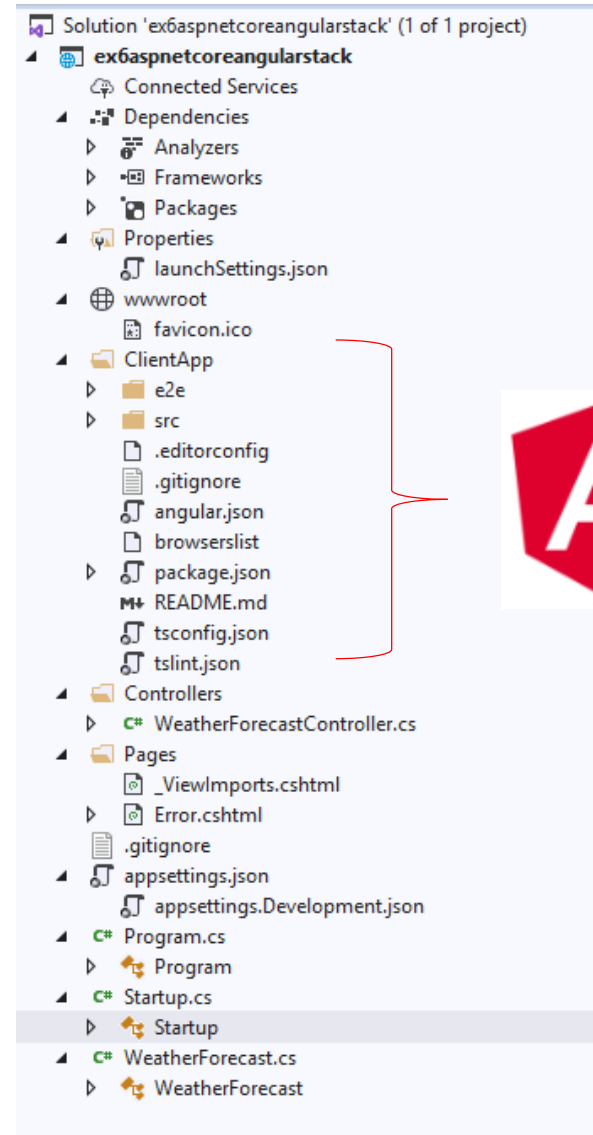 Solution 'ex6aspnetcoreangularstack' (1 of 1 project)
ex6aspnetcoreangularstack
Connected Services
Dependencies
Analyzers
Frameworks
Packages
Properties
launchSettings.json
wwwroot
favicon.ico
ClientApp
e2e
src
.editorconfig
.gitignore
angular.json
browserslist
package.json
README.md
tsconfig.json
tslint.json
Controllers
C# WeatherForecastController.cs
Pages
_ViewImports.cshtml
Error.cshtml
.gitignore
appsettings.json
appsettings.Development.json
C# Program.cs
Program
C# Startup.cs
Startup
C# WeatherForecast.cs
WeatherForecast